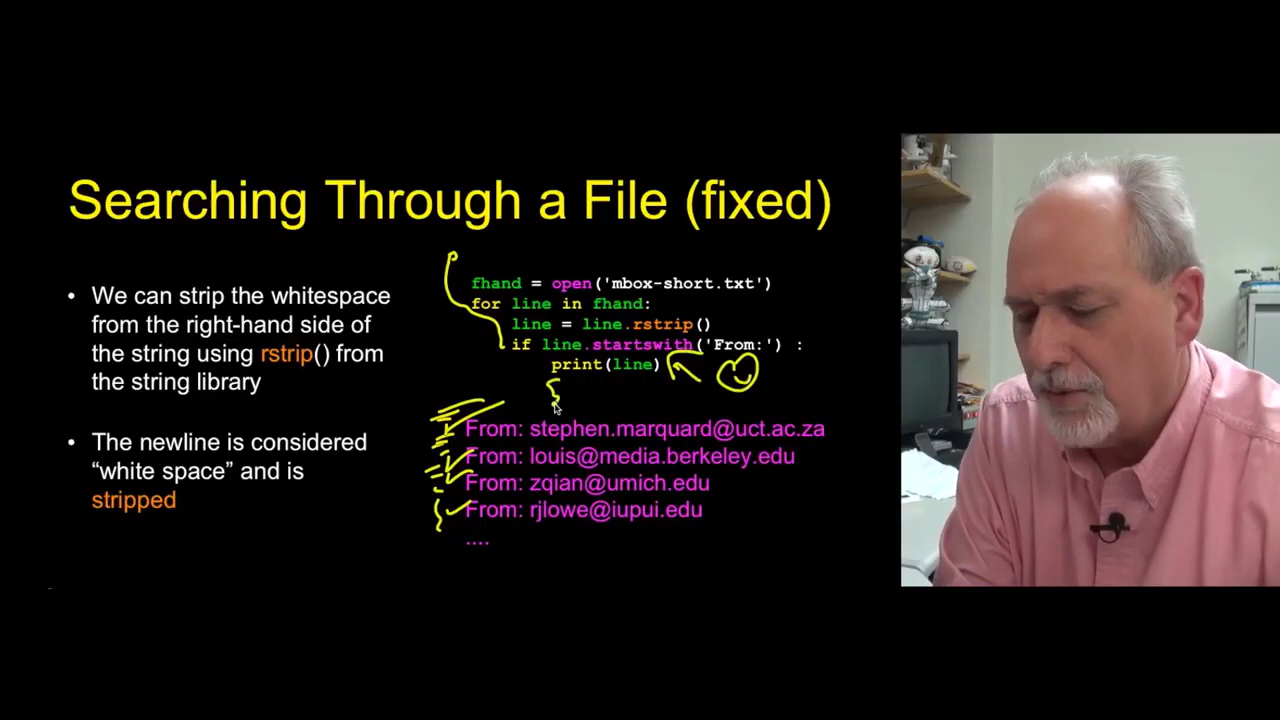 Searching Through a File (fixed)
• We can strip the whitespace
from the right-hand side of
the string using rstrip() from
the string library
• The newline is considered
“white space” and is
stripped
fhand = open('mbox-short.txt')
for line in fhand:
    line = line.rstrip()
    if line.startswith('From:') :
        print(line)
From: stephen.marquard@uct.ac.za
From: louis@media.berkeley.edu
From: zqian@umich.edu
From: rjlowe@iupui.edu
....